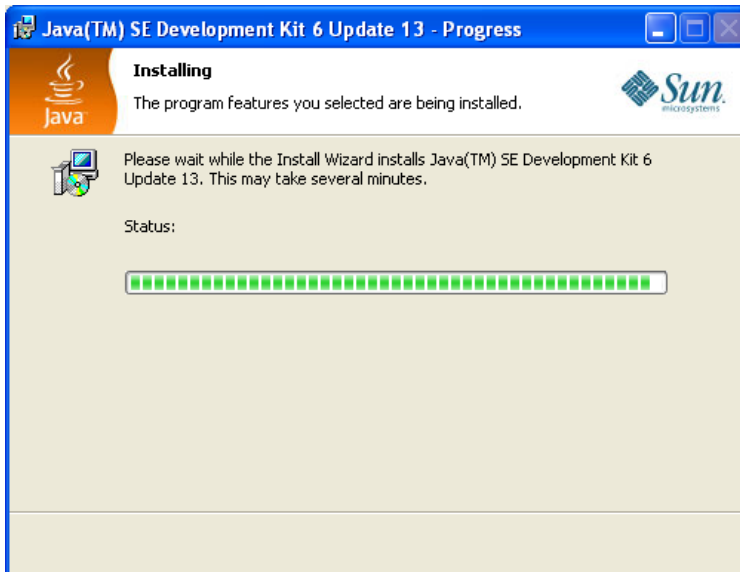 Java(TM) SE Development Kit 6 Update 13 - Progress
Java
Installing
The program features you selected are being installed.
Sun
microsystems
Please wait while the Install Wizard installs Java(TM) SE Development Kit 6
Update 13. This may take several minutes.
Status: